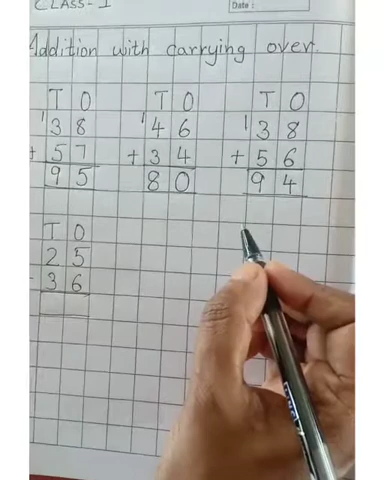 CLASS-1
Date :
Addition with carrying over.
T O T O T O
1 3 8 1 4 6 1 3 8
+ 5 7 + 3 4 + 5 6
9 5 8 0 9 4
T O
2 5
3 6